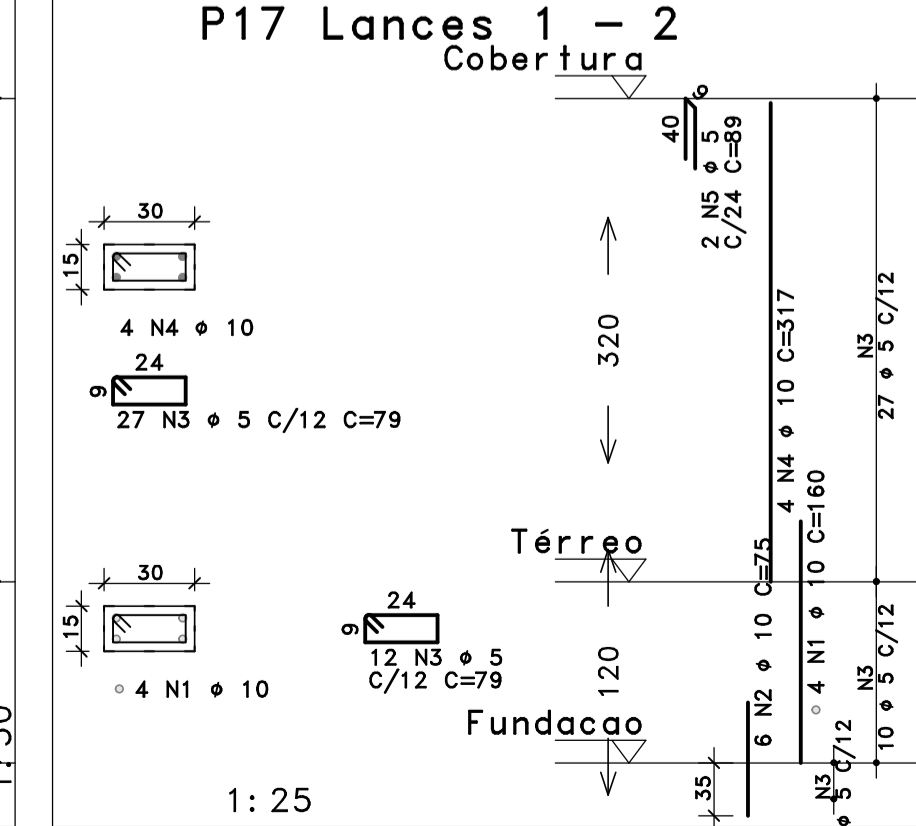 P17 Lances 1 - 2
Cobertura
40
9
2 N5 ø 5
C/24 C=89
30
15
4 N4 ø 10
24
9
27 N3 ø 5 C/12 C=79
320
4 N4 ø 10 C=317
N3
27 ø 5 C/12
Térreo
30
15
4 N1 ø 10
24
9
12 N3 ø 5
C/12 C=79
120
6 N2 ø 10 C=75
4 N1 ø 10 C=160
N3
10 ø 5 C/12
Fundacao
35
N3
ø 5 C/12
1:25